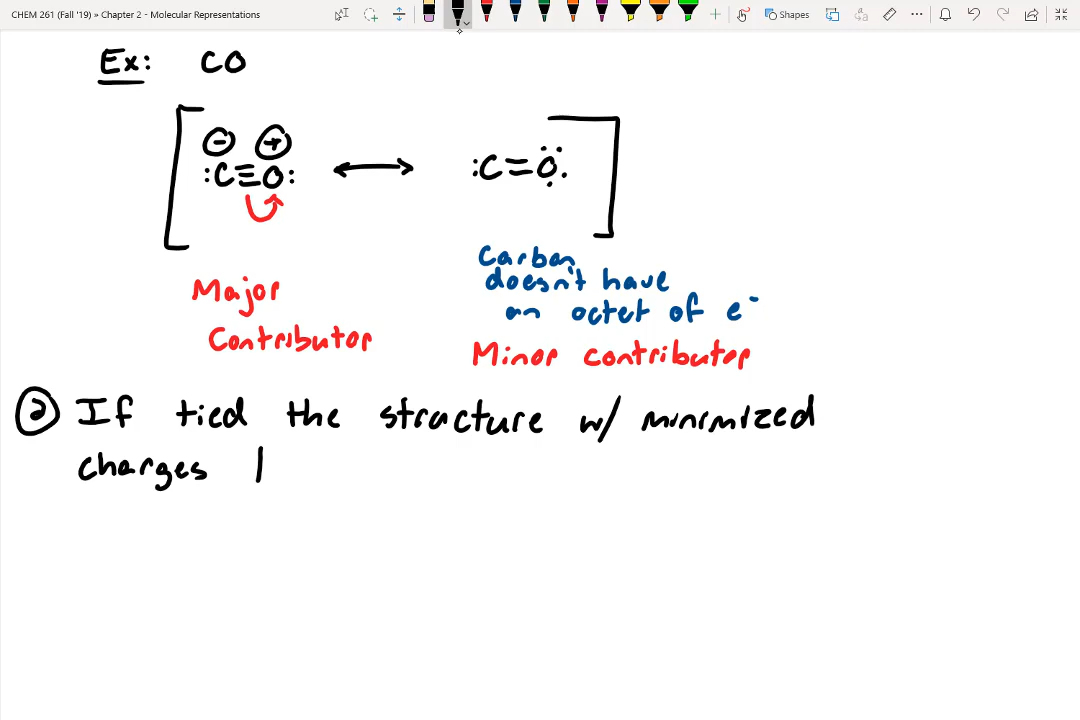 CHEM 261 (Fall '19) » Chapter 2 - Molecular Representations
Shapes
Ex: CO
⊖ ⊕
:C≡O: ↔ :C=Ö:
Carbon
doesn't have
an octet of e⁻
Major
Contributor
Minor contributor
② If tied the structure w/ minimized
charges